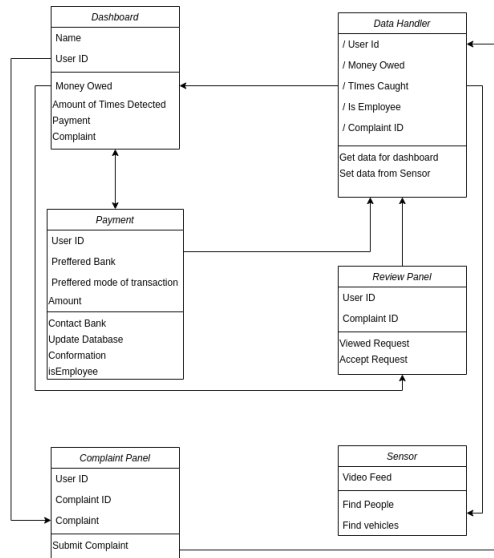 Dashboard
Name
User ID
Money Owed
Amount of Times Detected
Payment
Complaint
Data Handler
/ User Id
/ Money Owed
/ TImes Caught
/ Is Employee
/ Complaint ID
Get data for dashboard
Set data from Sensor
Payment
User ID
Preffered Bank
Preffered mode of transaction
Amount
Contact Bank
Update Database
Conformation
isEmployee
Review Panel
User ID
Complaint ID
Viewed Request
Accept Request
Complaint Panel
User ID
Complaint ID
Complaint
Submit Complaint
Sensor
Video Feed
Find People
Find vehicles